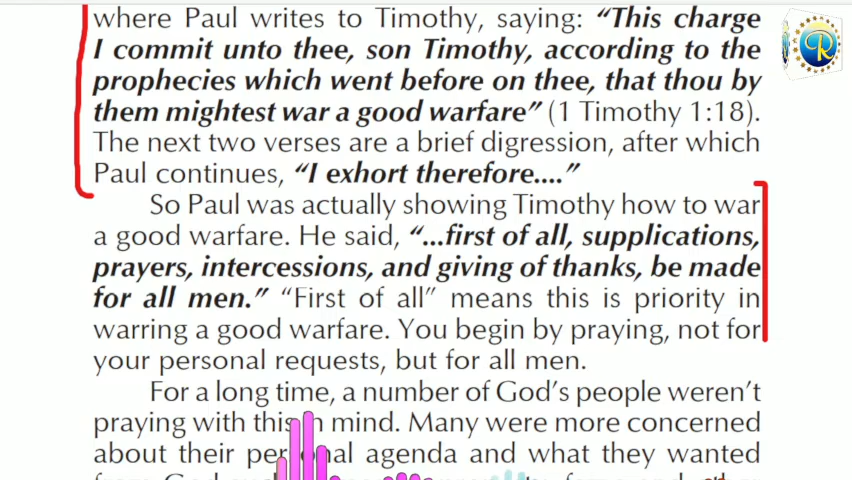 where Paul writes to Timothy, saying: “This charge
I commit unto thee, son Timothy, according to the
prophecies which went before on thee, that thou by
them mightest war a good warfare” (1 Timothy 1:18).
The next two verses are a brief digression, after which
Paul continues, “I exhort therefore....”
So Paul was actually showing Timothy how to war
a good warfare. He said, “...first of all, supplications,
prayers, intercessions, and giving of thanks, be made
for all men.” “First of all” means this is priority in
warring a good warfare. You begin by praying, not for
your personal requests, but for all men.
For a long time, a number of God’s people weren’t
praying with this in mind. Many were more concerned
about their personal agenda and what they wanted
from God